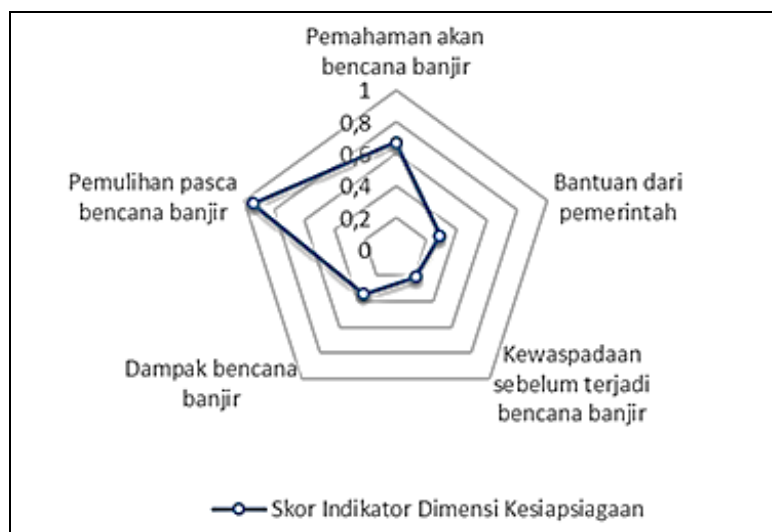 Pemahaman akan
bencana banjir
1
0,8
0,6
0,4
0,2
0
Bantuan dari
pemerintah
Kewaspadaan
sebelum terjadi
bencana banjir
Dampak bencana
banjir
Pemulihan pasca
bencana banjir
Skor Indikator Dimensi Kesiapsiagaan